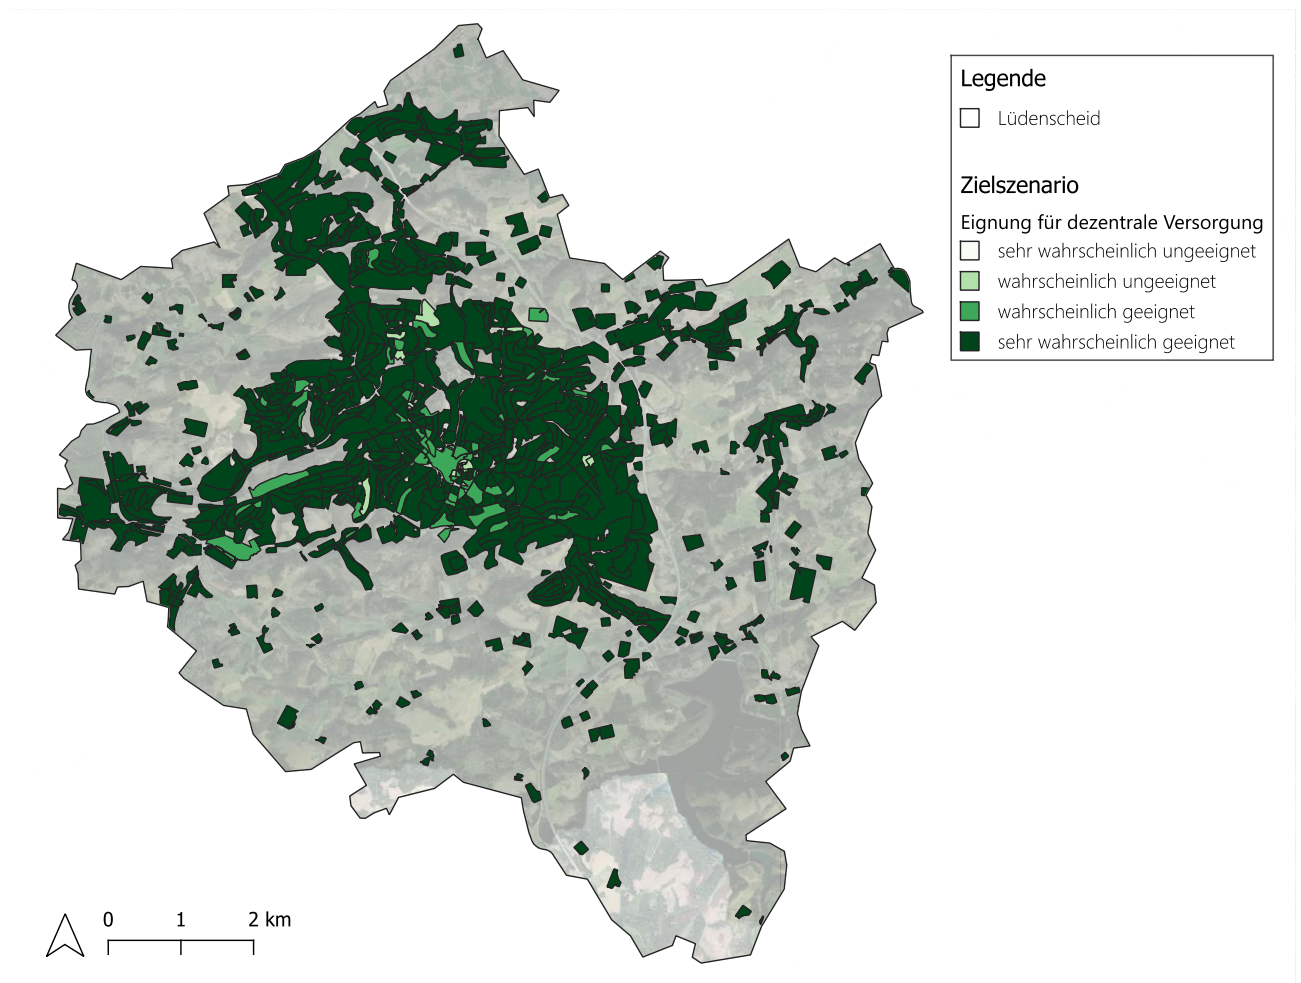 Legende
Lüdenscheid
Zielszenario
Eignung für dezentrale Versorgung
sehr wahrscheinlich ungeeignet
wahrscheinlich ungeeignet
wahrscheinlich geeignet
sehr wahrscheinlich geeignet
0 1 2 km